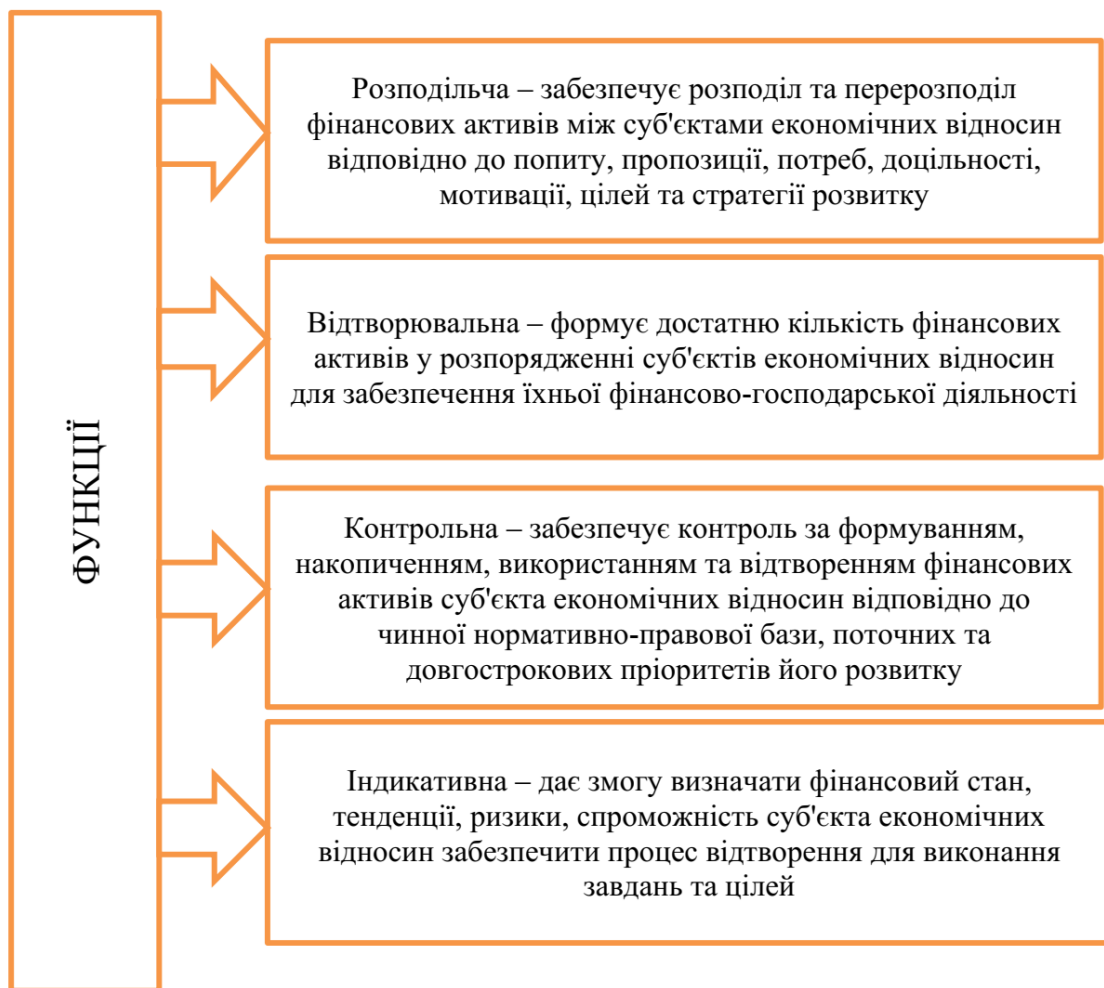 ФУНКЦІЇ
Розподільча – забезпечує розподіл та перерозподіл
фінансових активів між суб'єктами економічних відносин
відповідно до попиту, пропозиції, потреб, доцільності,
мотивації, цілей та стратегії розвитку
Відтворювальна – формує достатню кількість фінансових
активів у розпорядженні суб'єктів економічних відносин
для забезпечення їхньої фінансово-господарської діяльності
Контрольна – забезпечує контроль за формуванням,
накопиченням, використанням та відтворенням фінансових
активів суб'єкта економічних відносин відповідно до
чинної нормативно-правової бази, поточних та
довгострокових пріоритетів його розвитку
Індикативна – дає змогу визначати фінансовий стан,
тенденції, ризики, спроможність суб'єкта економічних
відносин забезпечити процес відтворення для виконання
завдань та цілей